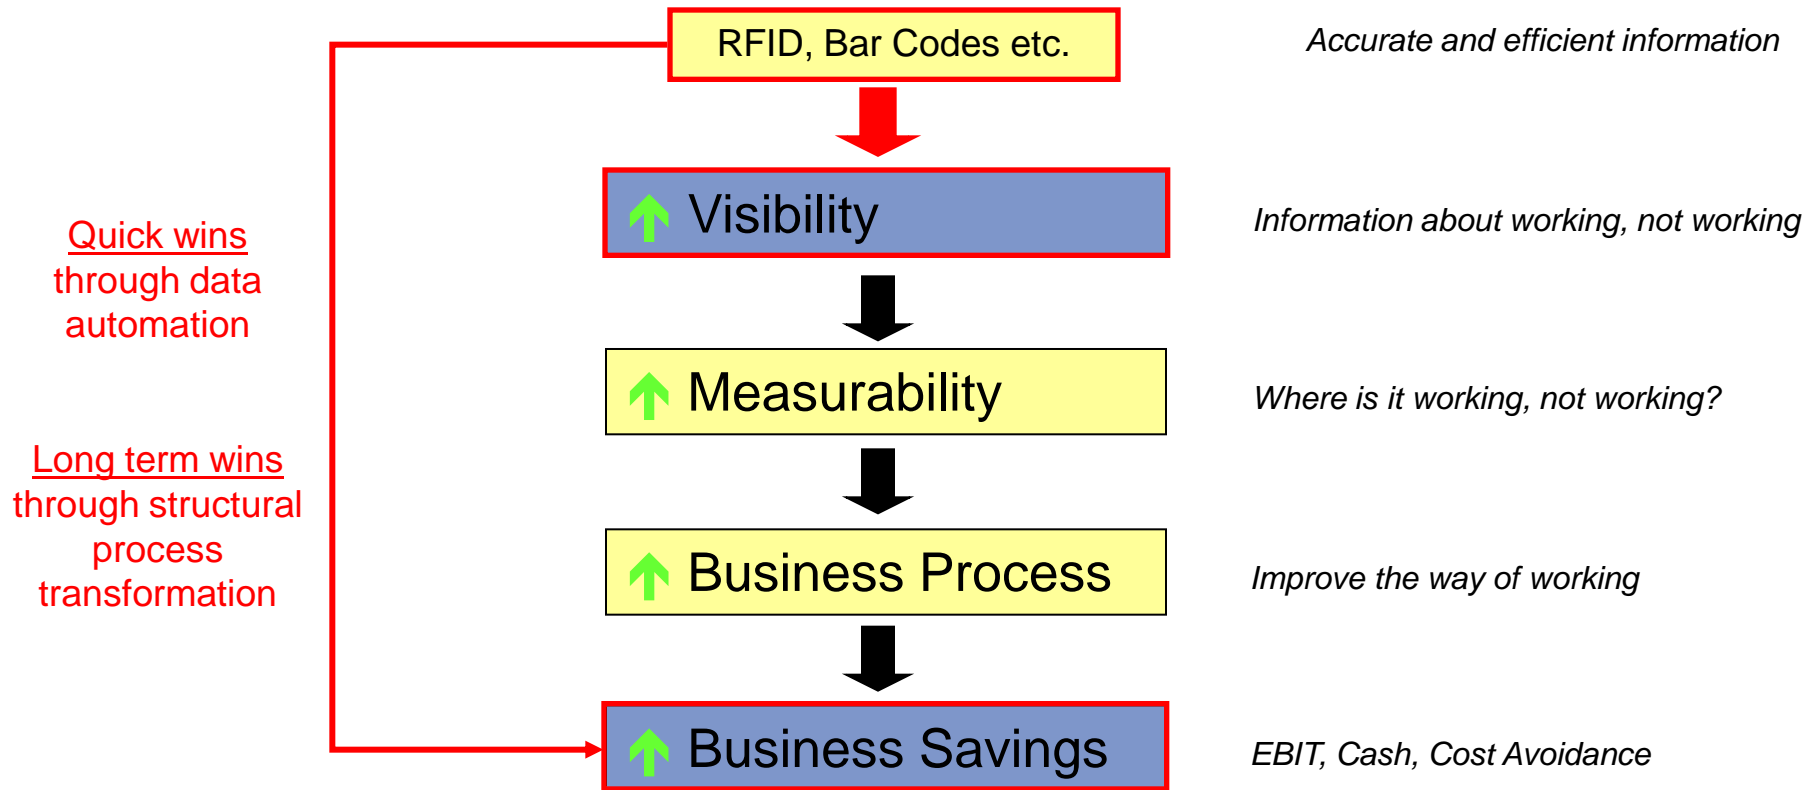 RFID, Bar Codes etc.
Accurate and efficient information
Visibility
Information about working, not working
Quick wins
through data
automation
Measurability
Where is it working, not working?
Long term wins
through structural
process
transformation
Business Process
Improve the way of working
Business Savings
EBIT, Cash, Cost Avoidance